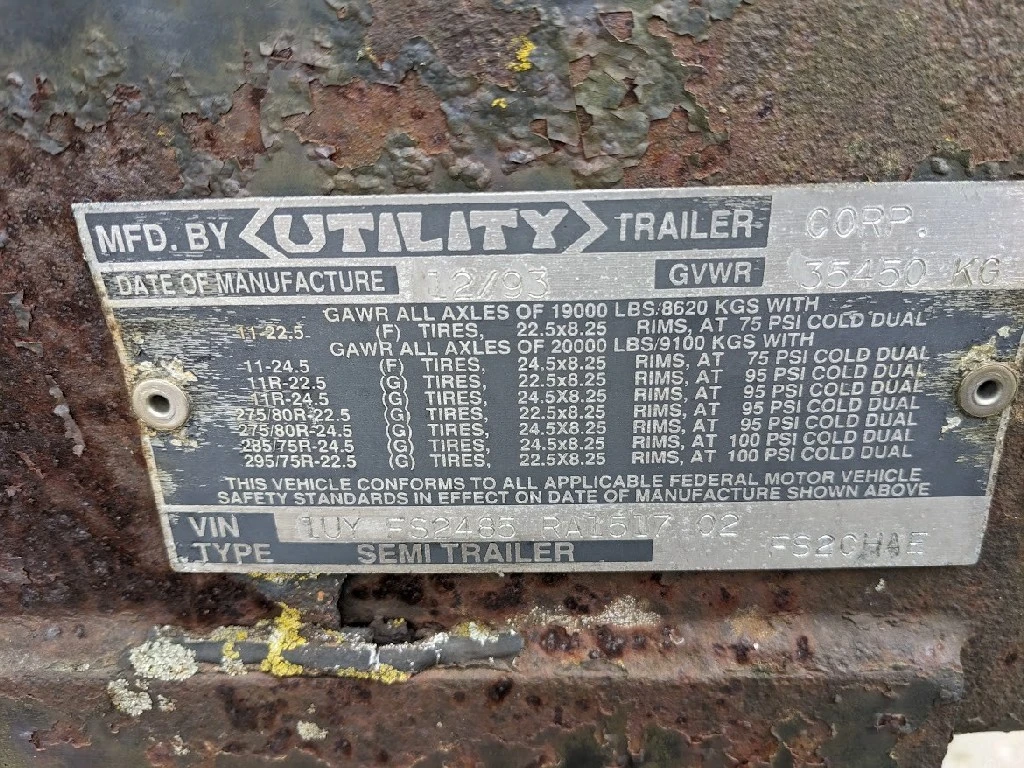 MFD. BY UTILITY TRAILER CORP.
DATE OF MANUFACTURE 12/93 GVWR 35450 KG
GAWR ALL AXLES OF 19000 LBS/8620 KGS WITH
11-22.5 (F) TIRES, 22.5X8.25 RIMS, AT 75 PSI COLD DUAL
GAWR ALL AXLES OF 20000 LBS/9100 KGS WITH
11-24.5 (F) TIRES, 24.5X8.25 RIMS, AT 75 PSI COLD DUAL
11R-22.5 (G) TIRES, 22.5X8.25 RIMS, AT 95 PSI COLD DUAL
11R-24.5 (G) TIRES, 24.5X8.25 RIMS, AT 95 PSI COLD DUAL
275/80R-22.5 (G) TIRES, 22.5X8.25 RIMS, AT 95 PSI COLD DUAL
275/80R-24.5 (G) TIRES, 24.5X8.25 RIMS, AT 95 PSI COLD DUAL
285/75R-24.5 (G) TIRES, 24.5X8.25 RIMS, AT 100 PSI COLD DUAL
295/75R-22.5 (G) TIRES, 22.5X8.25 RIMS, AT 100 PSI COLD DUAL
THIS VEHICLE CONFORMS TO ALL APPLICABLE FEDERAL MOTOR VEHICLE
SAFETY STANDARDS IN EFFECT ON DATE OF MANUFACTURE SHOWN ABOVE
VIN 1UY FS2485 RA1517 02
TYPE SEMI TRAILER FS2CHAE